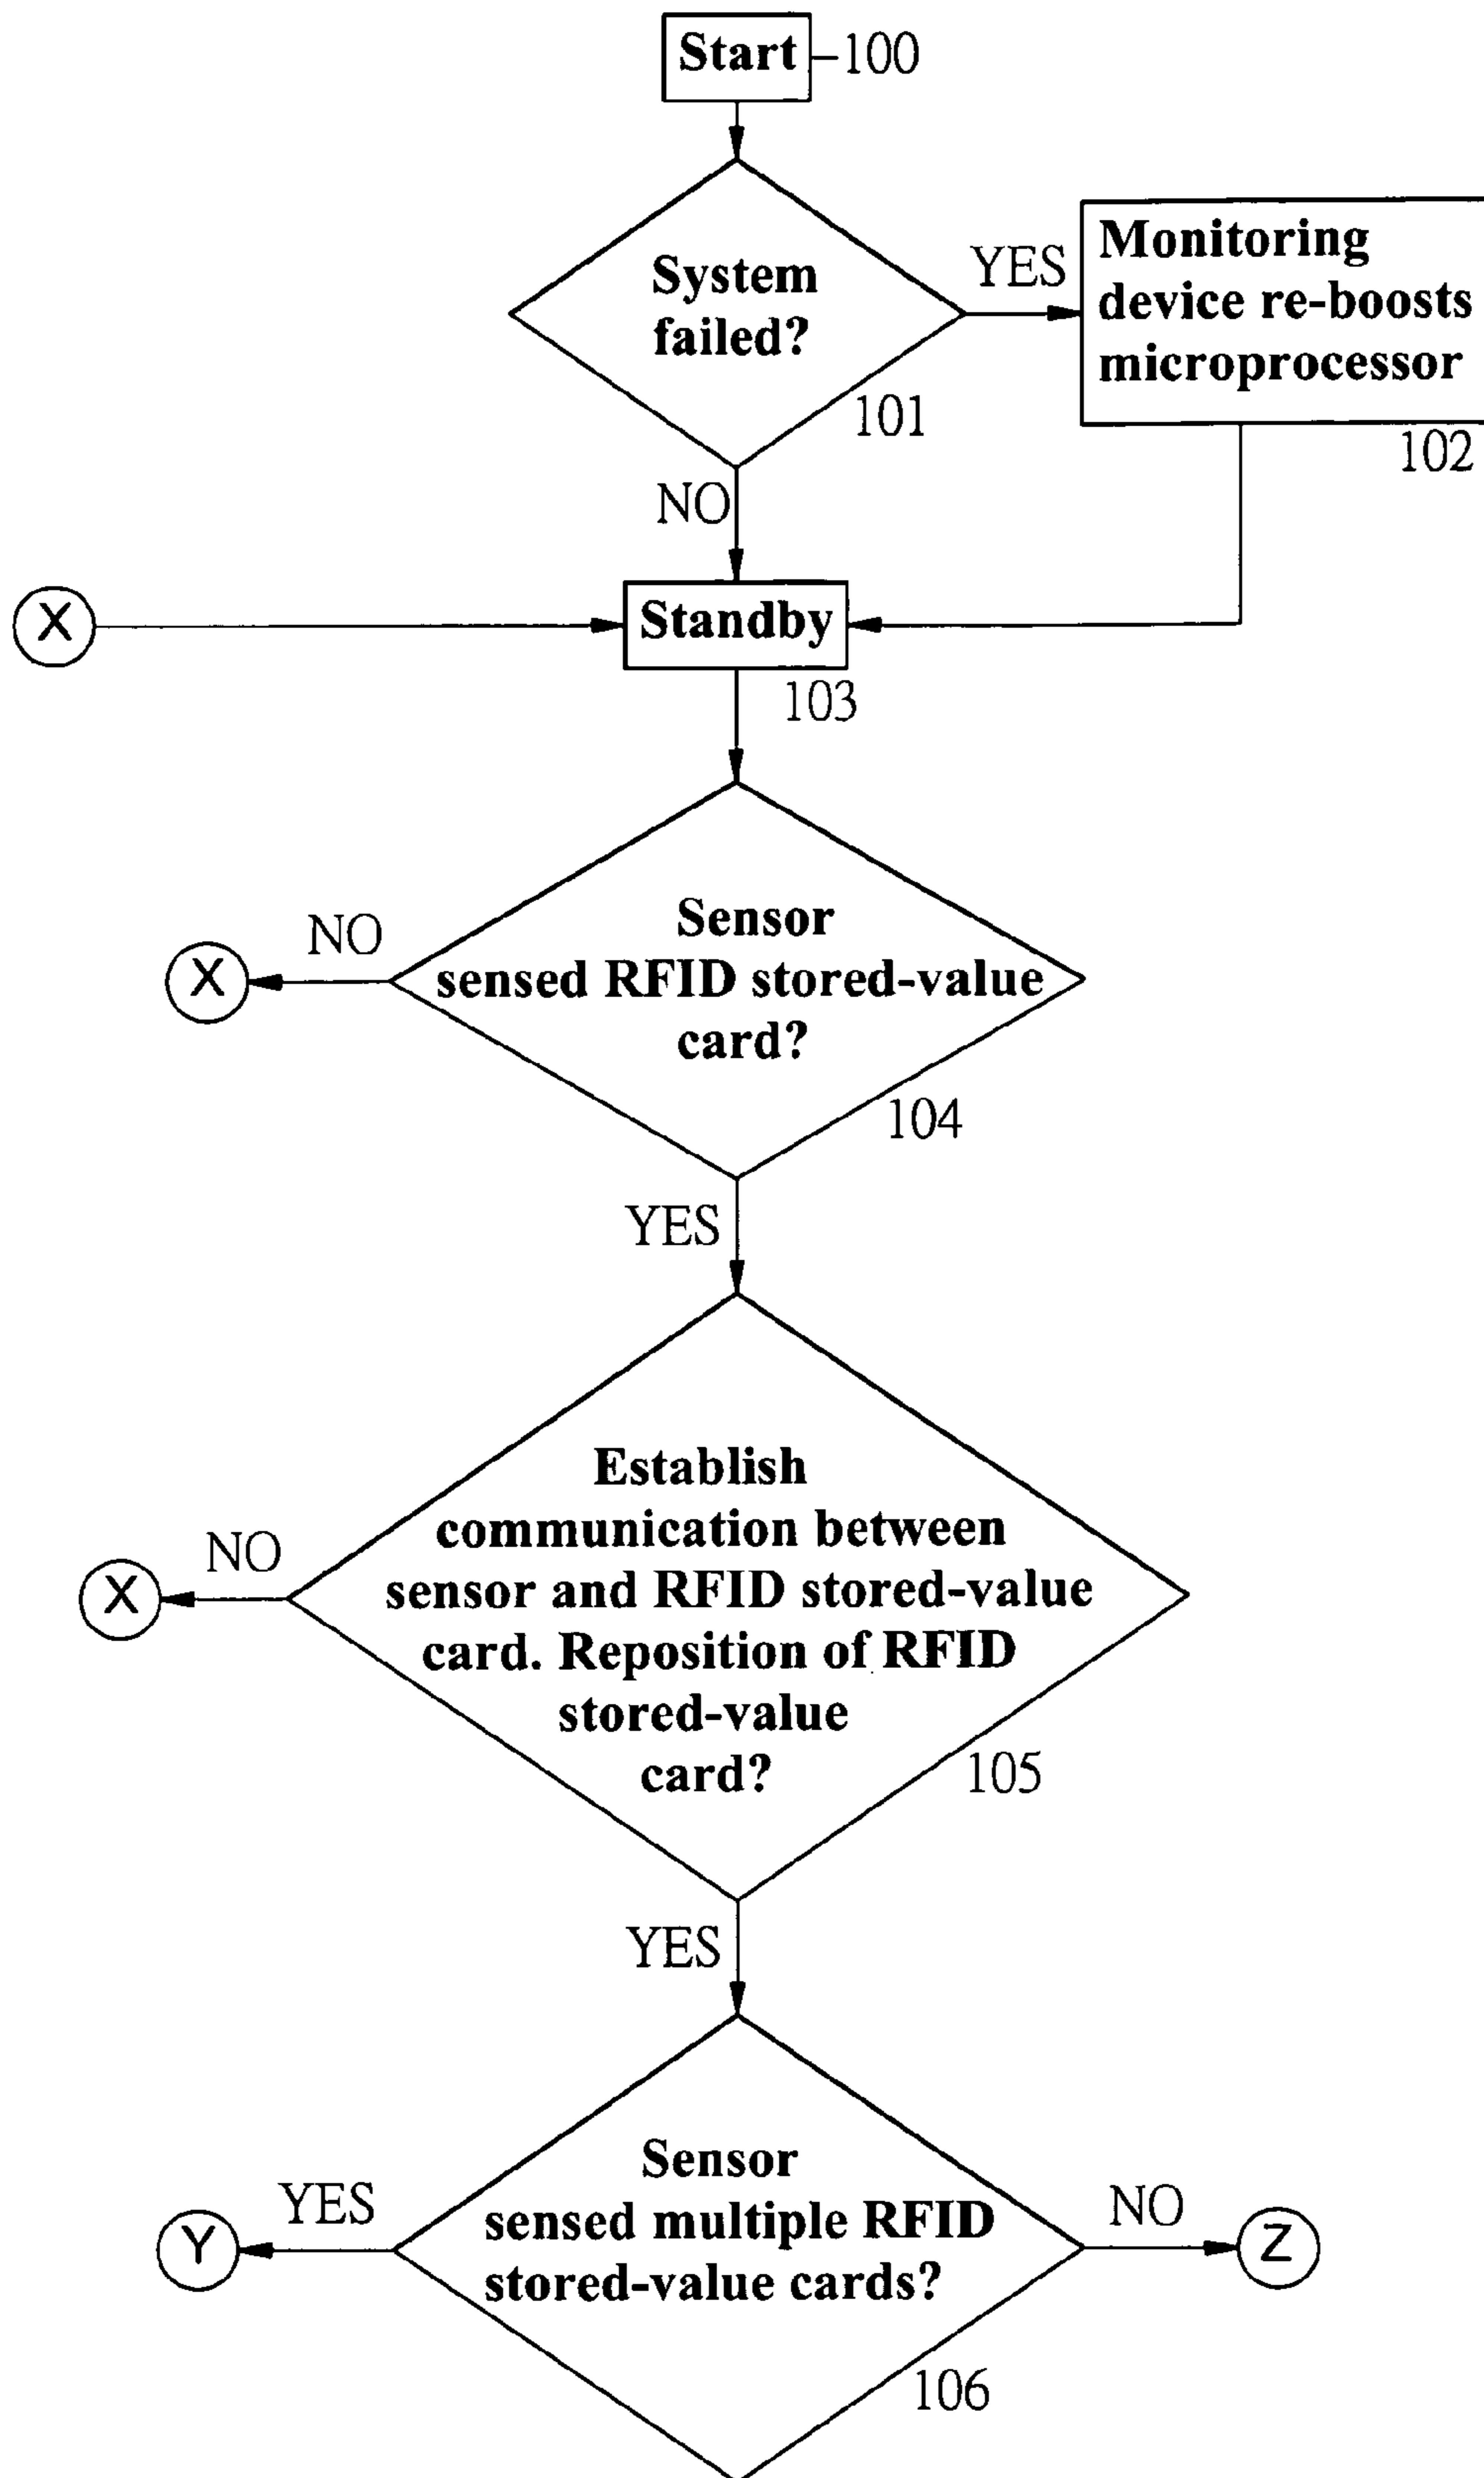 Start
100
System
failed?
101
YES
Monitoring
device re-boosts
microprocessor
102
NO
X
Standby
103
NO
X
Sensor
sensed RFID stored-value
card?
104
YES
NO
X
Establish
communication between
sensor and RFID stored-value
card. Reposition of RFID
stored-value
card?
105
YES
YES
Y
Sensor
sensed multiple RFID
stored-value cards?
NO
Z
106